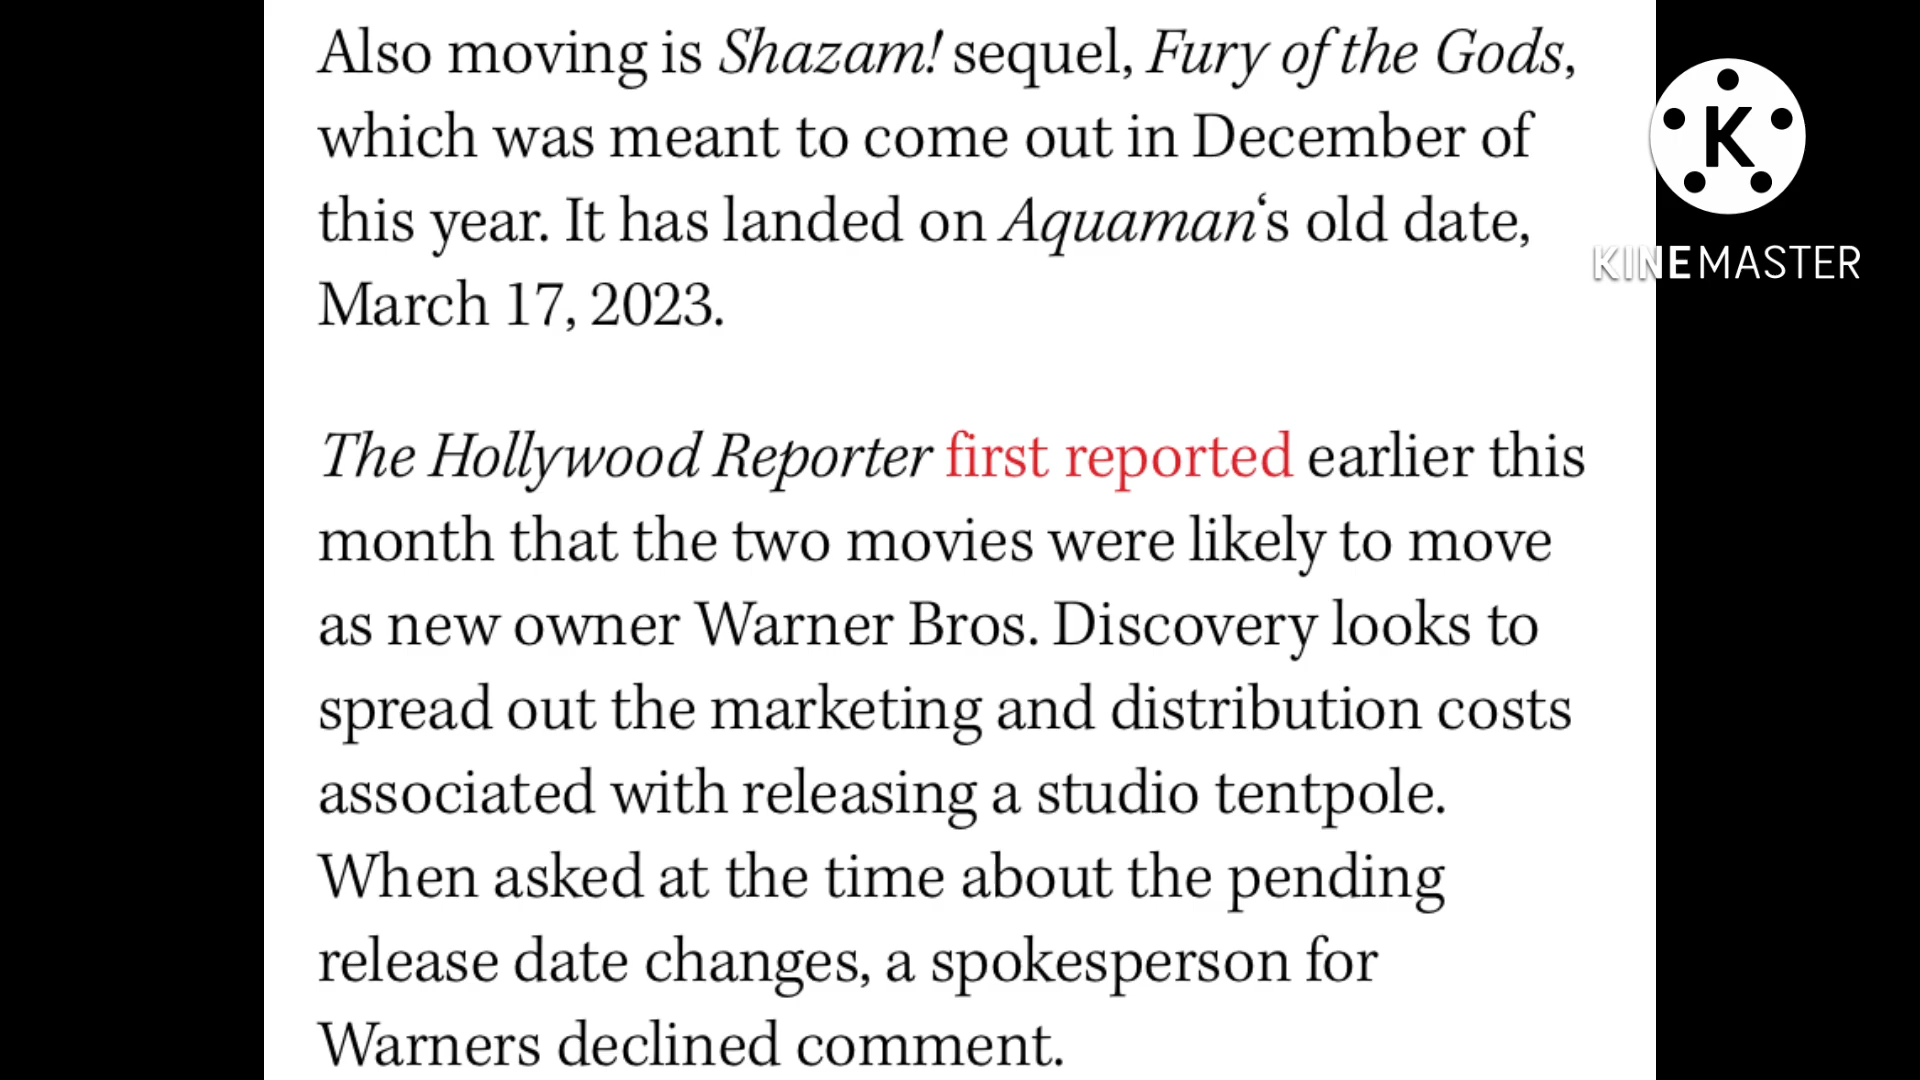 Also moving is Shazam! sequel, Fury of the Gods,
which was meant to come out in December of
this year. It has landed on Aquaman‘s old date,
March 17, 2023.
The Hollywood Reporter first reported earlier this
month that the two movies were likely to move
as new owner Warner Bros. Discovery looks to
spread out the marketing and distribution costs
associated with releasing a studio tentpole.
When asked at the time about the pending
release date changes, a spokesperson for
Warners declined comment.
K
KINEMASTER